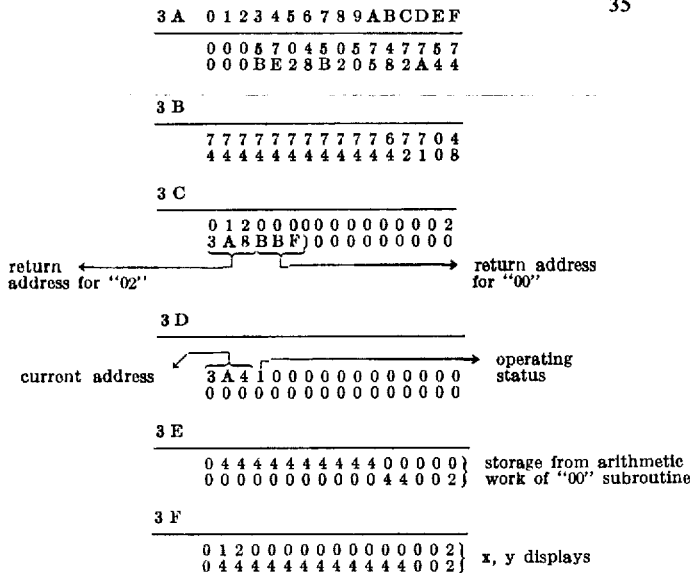 35
3 A 0 1 2 3 4 5 6 7 8 9 A B C D E F
0 0 0 5 7 0 4 5 0 5 7 4 7 7 5 7
0 0 0 B E 2 8 B 2 0 5 8 2 A 4 4
3 B
7 7 7 7 7 7 7 7 7 7 7 6 7 7 0 4
4 4 4 4 4 4 4 4 4 4 4 4 2 1 0 8
3 C
0 1 2 0 0 0 0 0 0 0 0 0 0 0 0 2
3 A 8 B B F 0 0 0 0 0 0 0 0 0 0
return
address for "02"
return address
for "00"
3 D
current address
3 A 4 1 0 0 0 0 0 0 0 0 0 0 0 0
0 0 0 0 0 0 0 0 0 0 0 0 0 0 0 0
operating
status
3 E
0 4 4 4 4 4 4 4 4 4 4 0 0 0 0 0
0 0 0 0 0 0 0 0 0 0 0 4 4 0 0 2
storage from arithmetic
work of "00" subroutine
3 F
0 1 2 0 0 0 0 0 0 0 0 0 0 0 0 2
0 4 4 4 4 4 4 4 4 4 4 4 4 4 4 2
x, y displays